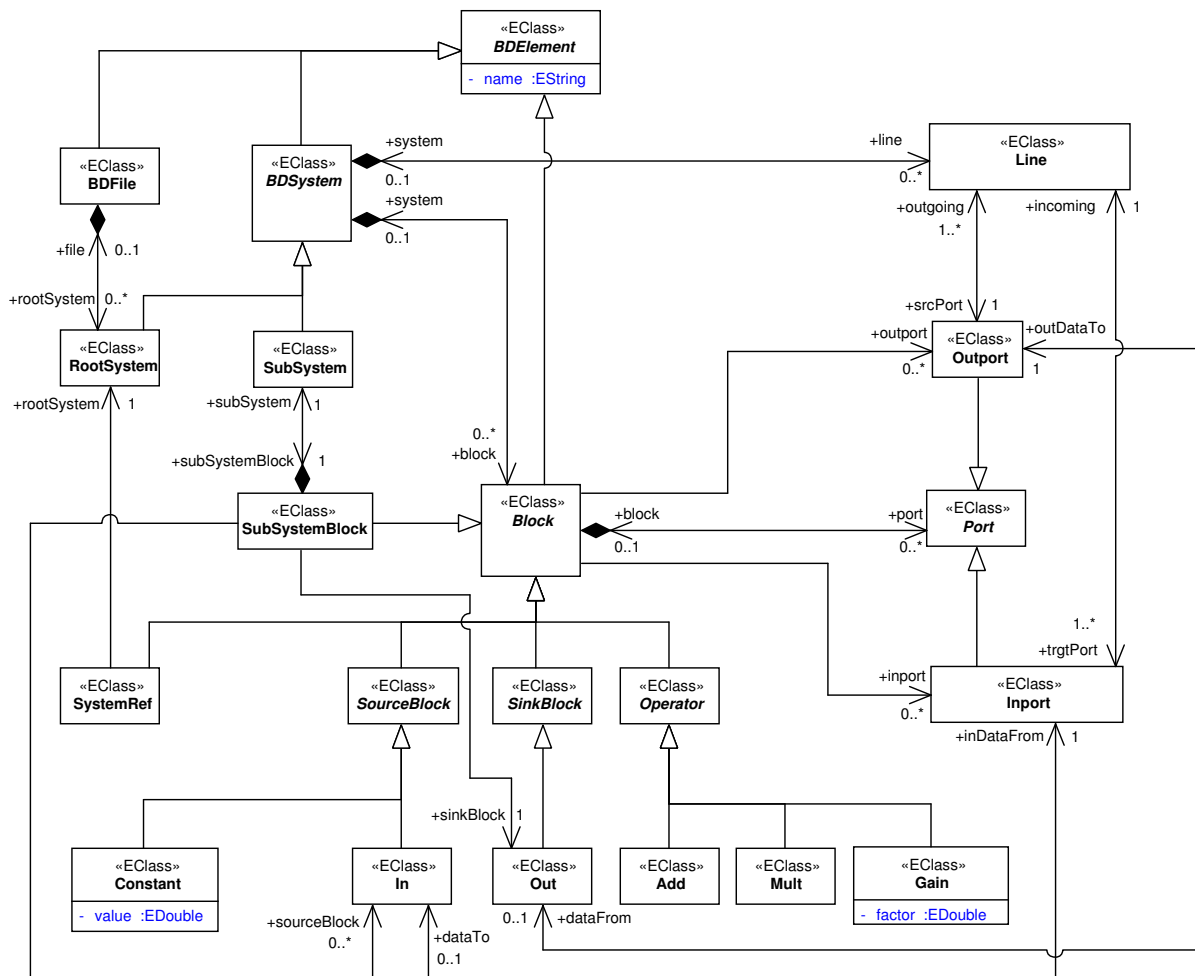 «EClass»
BDElement
- name :EString
«EClass»
BDFile
«EClass»
BDSystem
+system
0..1
+line
0..*
«EClass»
Line
+system
0..1
+outgoing
1..*
+incoming
1
+file
0..1
+rootSystem
0..*
«EClass»
RootSystem
«EClass»
SubSystem
+srcPort
1
+outport
0..*
«EClass»
Outport
+outDataTo
1
+rootSystem
1
+subSystem
1
+subSystemBlock
1
0..*
+block
«EClass»
SubSystemBlock
«EClass»
Block
+block
0..1
+port
0..*
«EClass»
Port
1..*
+trgtPort
«EClass»
SystemRef
«EClass»
SourceBlock
«EClass»
SinkBlock
«EClass»
Operator
+inport
0..*
«EClass»
Inport
+inDataFrom
1
+sinkBlock
1
«EClass»
Constant
- value :EDouble
«EClass»
In
«EClass»
Out
«EClass»
Add
«EClass»
Mult
«EClass»
Gain
- factor :EDouble
+sourceBlock
0..*
+dataTo
0..1
0..1
+dataFrom